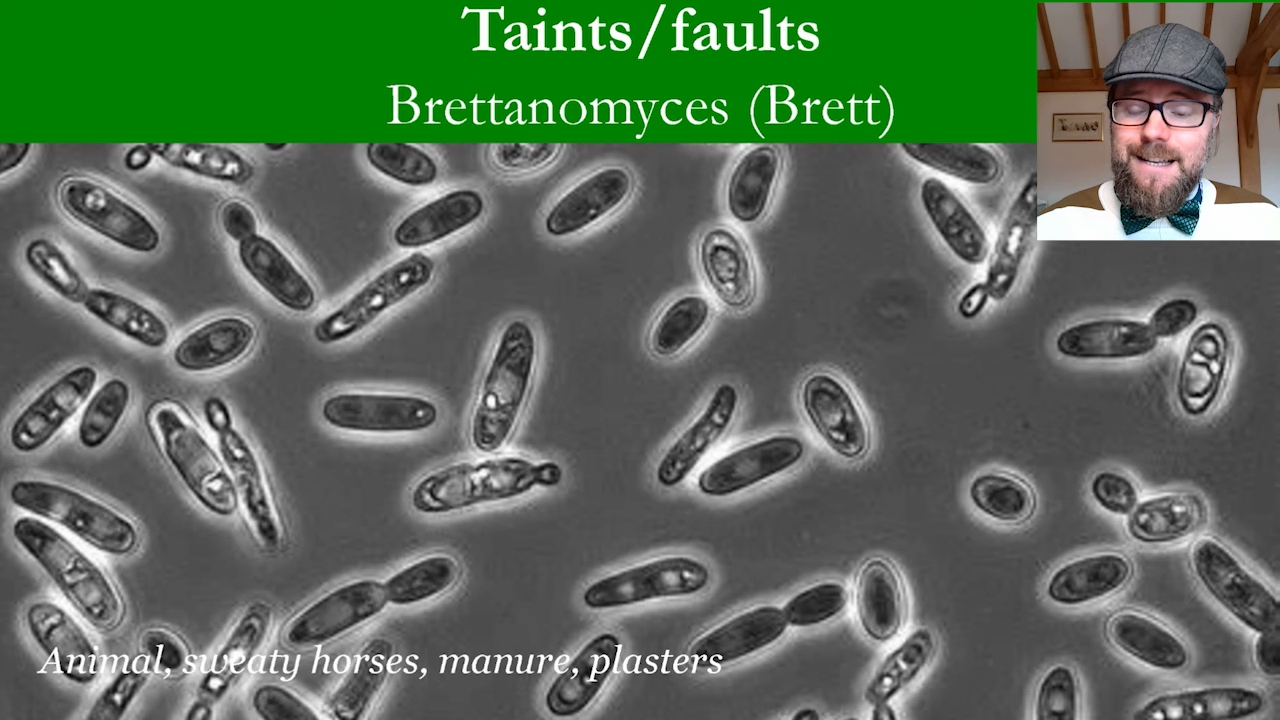 Taints/faults
Brettanomyces (Brett)
Animal, sweaty horses, manure, plasters